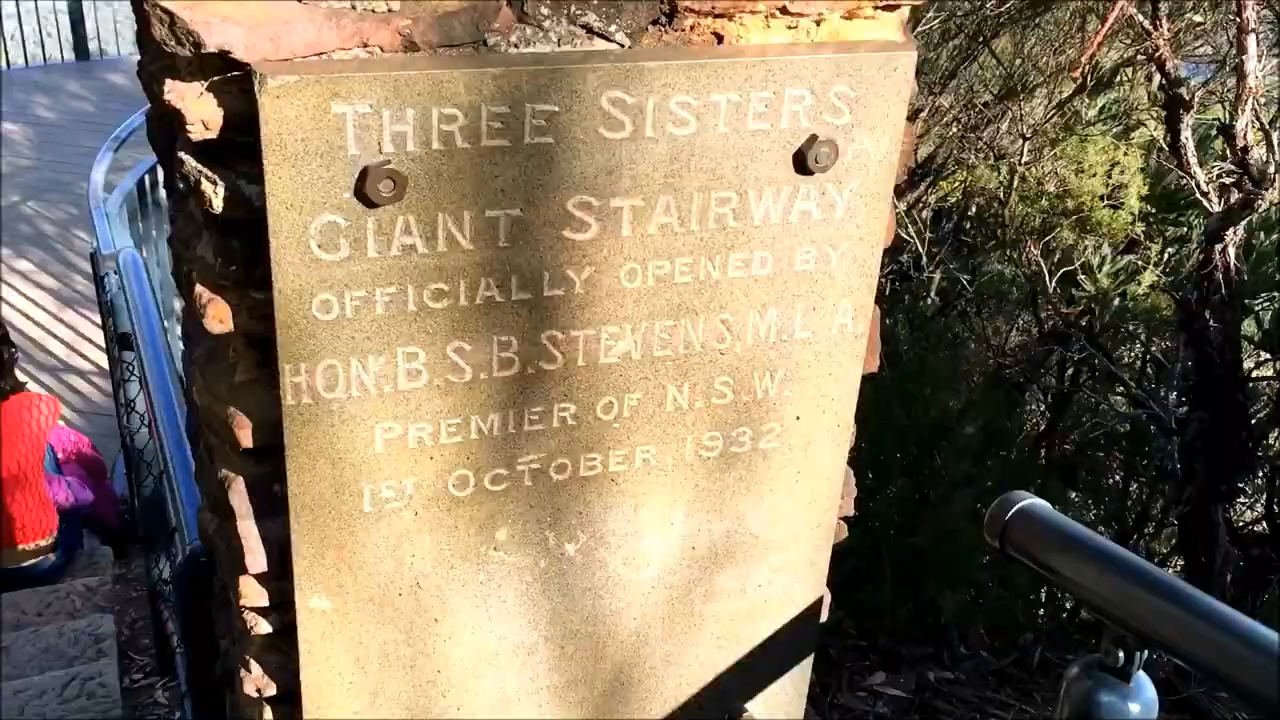 THREE SISTERS
GIANT STAIRWAY
OFFICIALLY OPENED BY
HON. B.S.B. STEVENS, M.L.A.
PREMIER OF N.S.W.
1ST OCTOBER, 1932